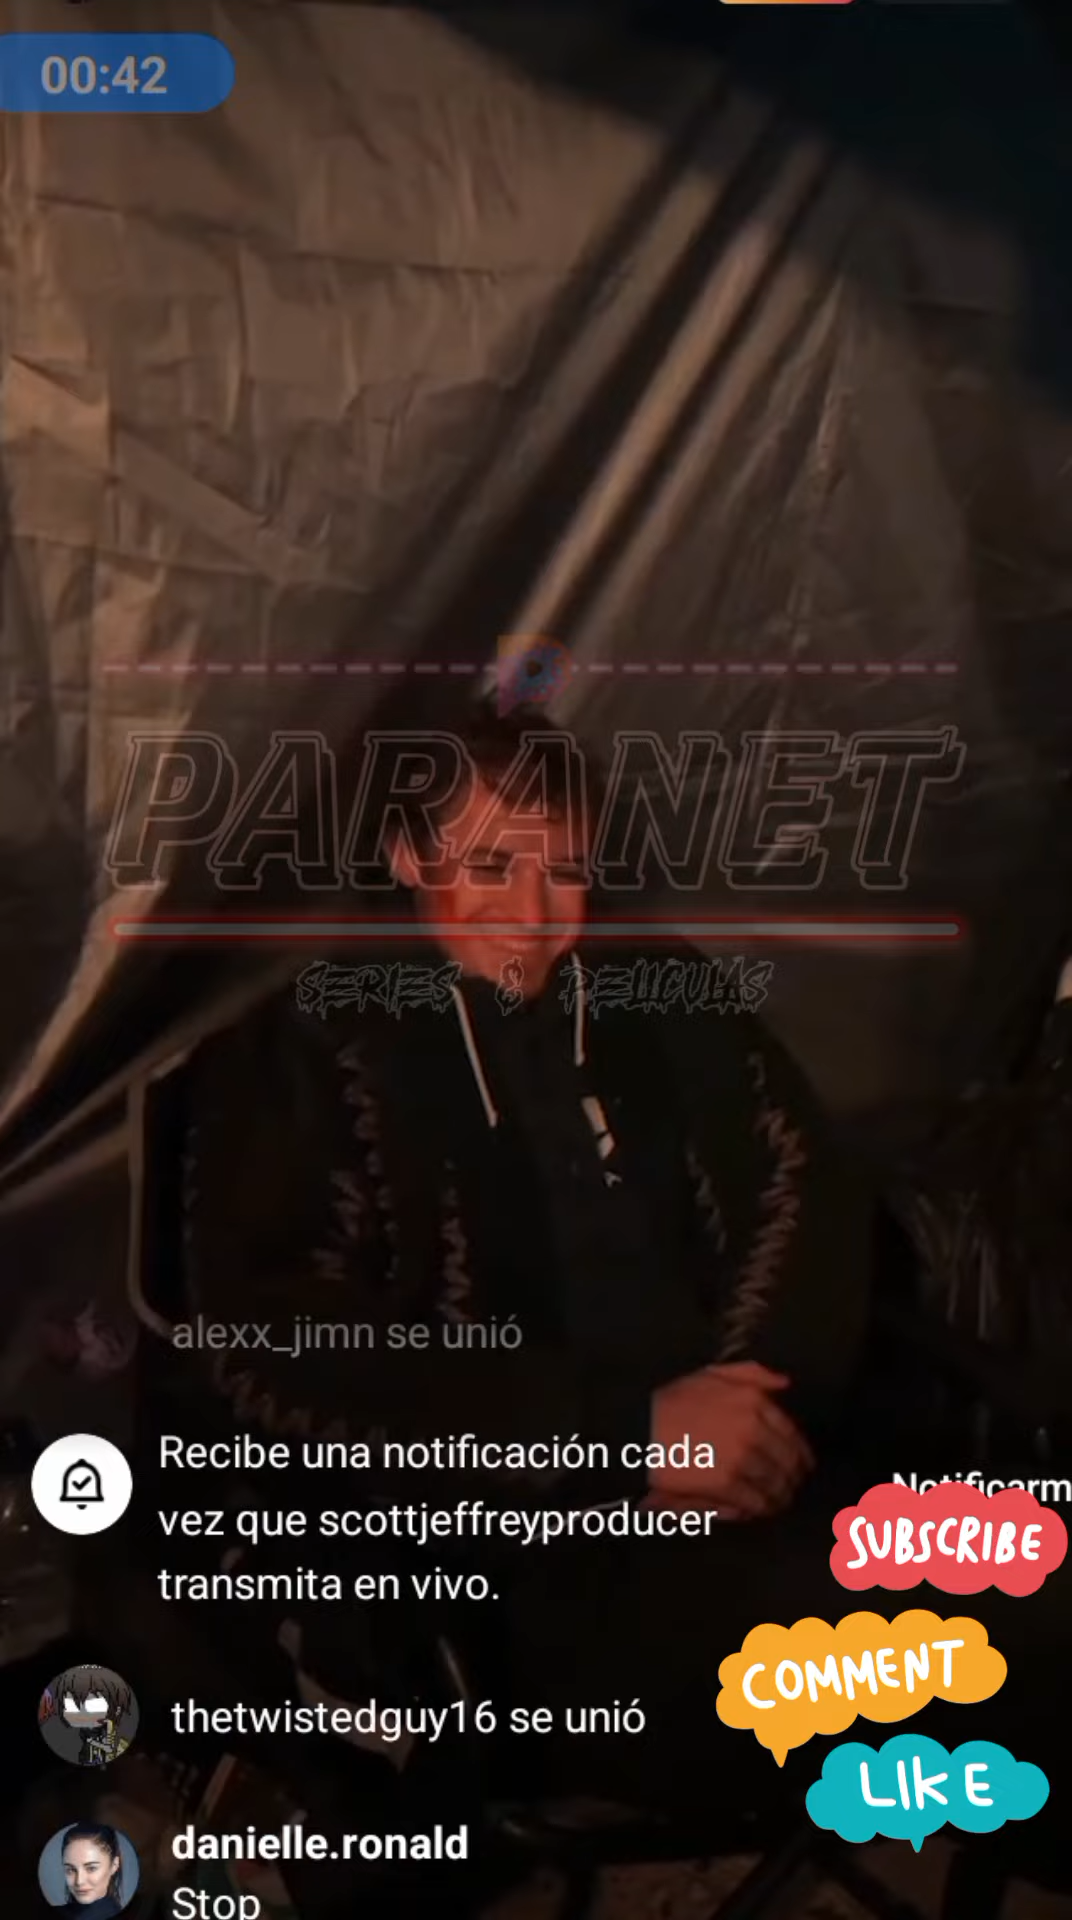 00:42
PARANET
SERIES & PELICULAS
alexx_jimn se unió
Recibe una notificación cada
vez que scottjeffreyproducer
transmita en vivo.
Notificarm
SUBSCRIBE
COMMENT
thetwistedguy16 se unió
LIKE
danielle.ronald
Stop